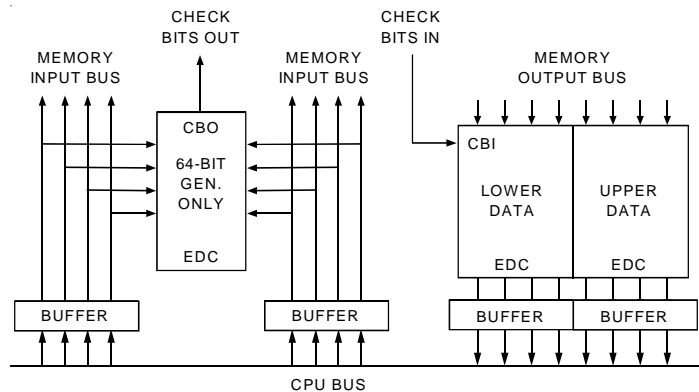 CHECK
BITS OUT
CHECK
BITS IN
MEMORY
INPUT BUS
MEMORY
INPUT BUS
MEMORY
OUTPUT BUS
CBO
64-BIT
GEN.
ONLY
EDC
CBI
LOWER
DATA
EDC
UPPER
DATA
EDC
BUFFER
BUFFER
BUFFER
BUFFER
CPU BUS